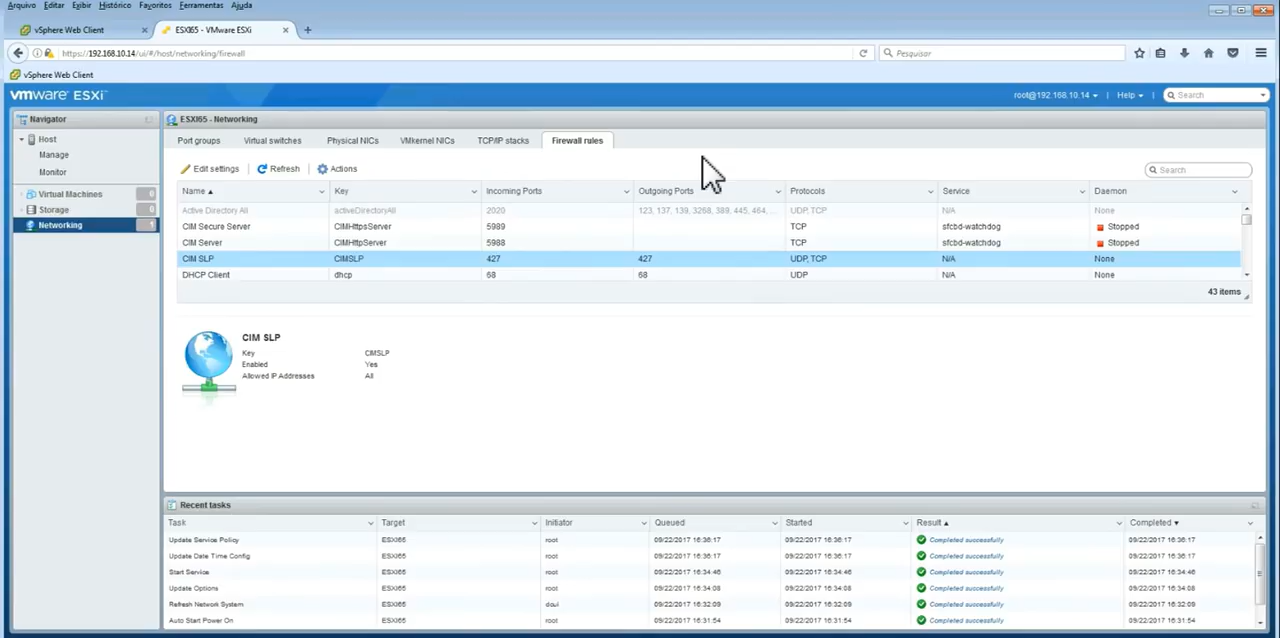 Arquivo Editar Exibir Histórico Favoritos Ferramentas Ajuda
vSphere Web Client ESXI65 - VMware ESXi
https://192.168.10.14/ui/#/host/networking/firewall Pesquisar
vSphere Web Client
vmware ESXi root@192.168.10.14 Help Search
Navigator ESXI65 - Networking
Host Port groups Virtual switches Physical NICs VMkernel NICs TCP/IP stacks Firewall rules
Manage
Monitor Edit settings Refresh Actions Search
Virtual Machines 0 Name Key Incoming Ports Outgoing Ports Protocols Service Daemon
Storage 0 Active Directory All activeDirectoryAll 2020 123, 137, 139, 3268, 389, 445, 464,... UDP, TCP N/A None
Networking 1 CIM Secure Server CIMHttpsServer 5989 TCP sfcbd-watchdog Stopped
CIM Server CIMHttpServer 5988 TCP sfcbd-watchdog Stopped
CIM SLP CIMSLP 427 427 UDP, TCP N/A None
DHCP Client dhcp 68 68 UDP N/A None
43 items
CIM SLP
Key CIMSLP
Enabled Yes
Allowed IP Addresses All
Recent tasks
Task Target Initiator Queued Started Result Completed
Update Service Policy ESXI65 root 09/22/2017 16:36:17 09/22/2017 16:36:17 Completed successfully 09/22/2017 16:36:17
Update Date Time Config ESXI65 root 09/22/2017 16:36:17 09/22/2017 16:36:17 Completed successfully 09/22/2017 16:36:17
Start Service ESXI65 root 09/22/2017 16:34:46 09/22/2017 16:34:46 Completed successfully 09/22/2017 16:34:46
Update Options ESXI65 root 09/22/2017 16:34:08 09/22/2017 16:34:08 Completed successfully 09/22/2017 16:34:08
Refresh Network System ESXI65 dcui 09/22/2017 16:32:09 09/22/2017 16:32:09 Completed successfully 09/22/2017 16:32:09
Auto Start Power On ESXI65 root 09/22/2017 16:31:54 09/22/2017 16:31:54 Completed successfully 09/22/2017 16:31:54